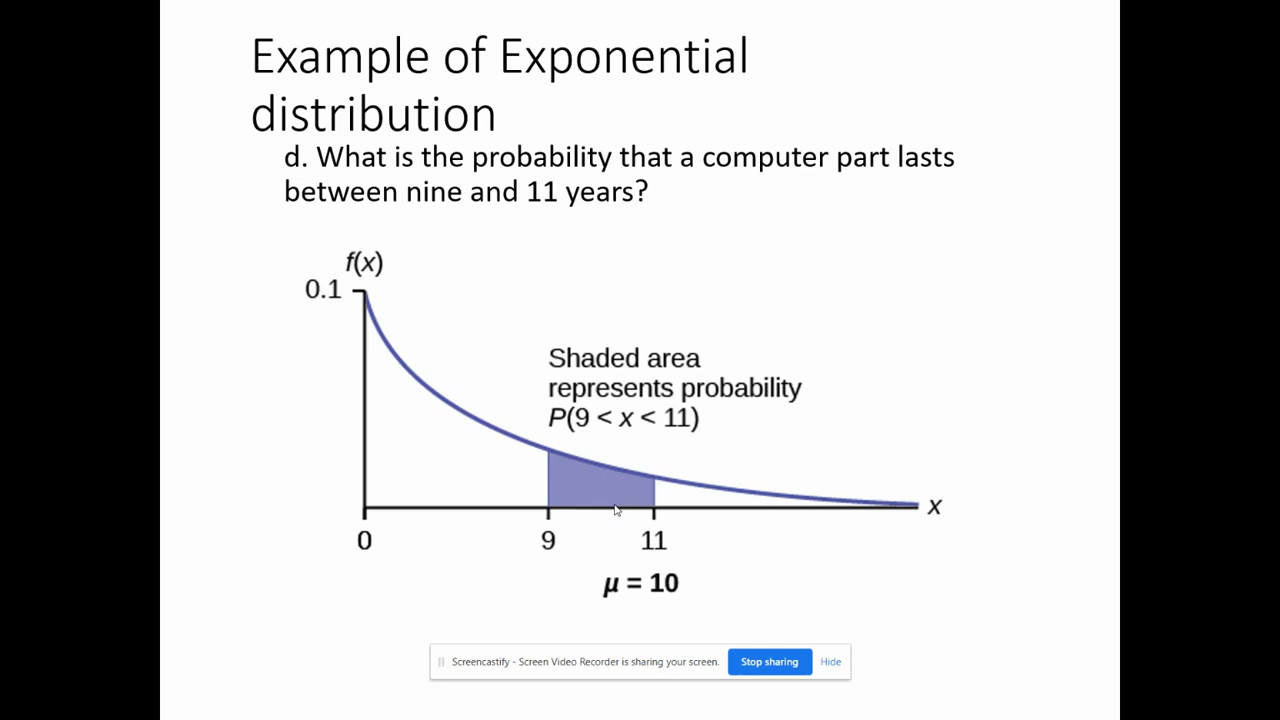 Example of Exponential
distribution
d. What is the probability that a computer part lasts
between nine and 11 years?
f(x)
0.1
Shaded area
represents probability
P(9 < x < 11)
x
0 9 11
μ = 10
Screencastify - Screen Video Recorder is sharing your screen. Stop sharing Hide